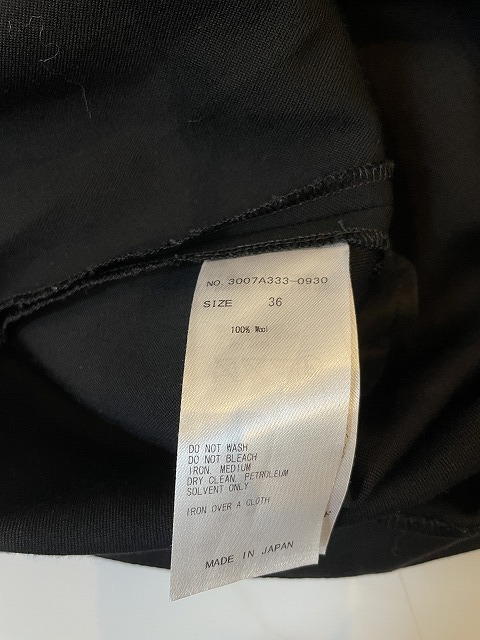 NO. 3007A333-0930
SIZE 36
100% Wool
DO NOT WASH
DO NOT BLEACH
IRON, MEDIUM
DRY CLEAN, PETROLEUM
SOLVENT ONLY
IRON OVER A CLOTH
MADE IN JAPAN